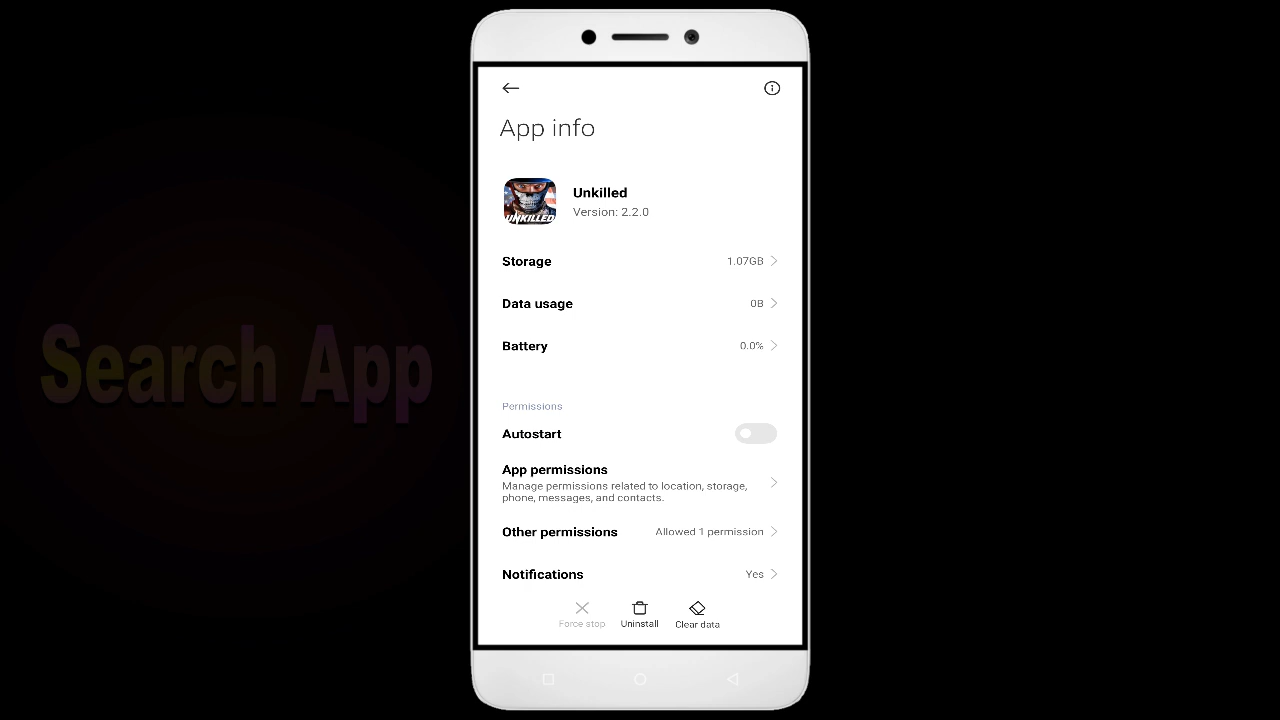 App info
UNKILLED
Unkilled
Version: 2.2.0
Storage 1.07GB
Data usage 0B
Battery 0.0%
Search App
Permissions
Autostart
App permissions
Manage permissions related to location, storage,
phone, messages, and contacts.
Other permissions Allowed 1 permission
Notifications Yes
Force stop Uninstall Clear data